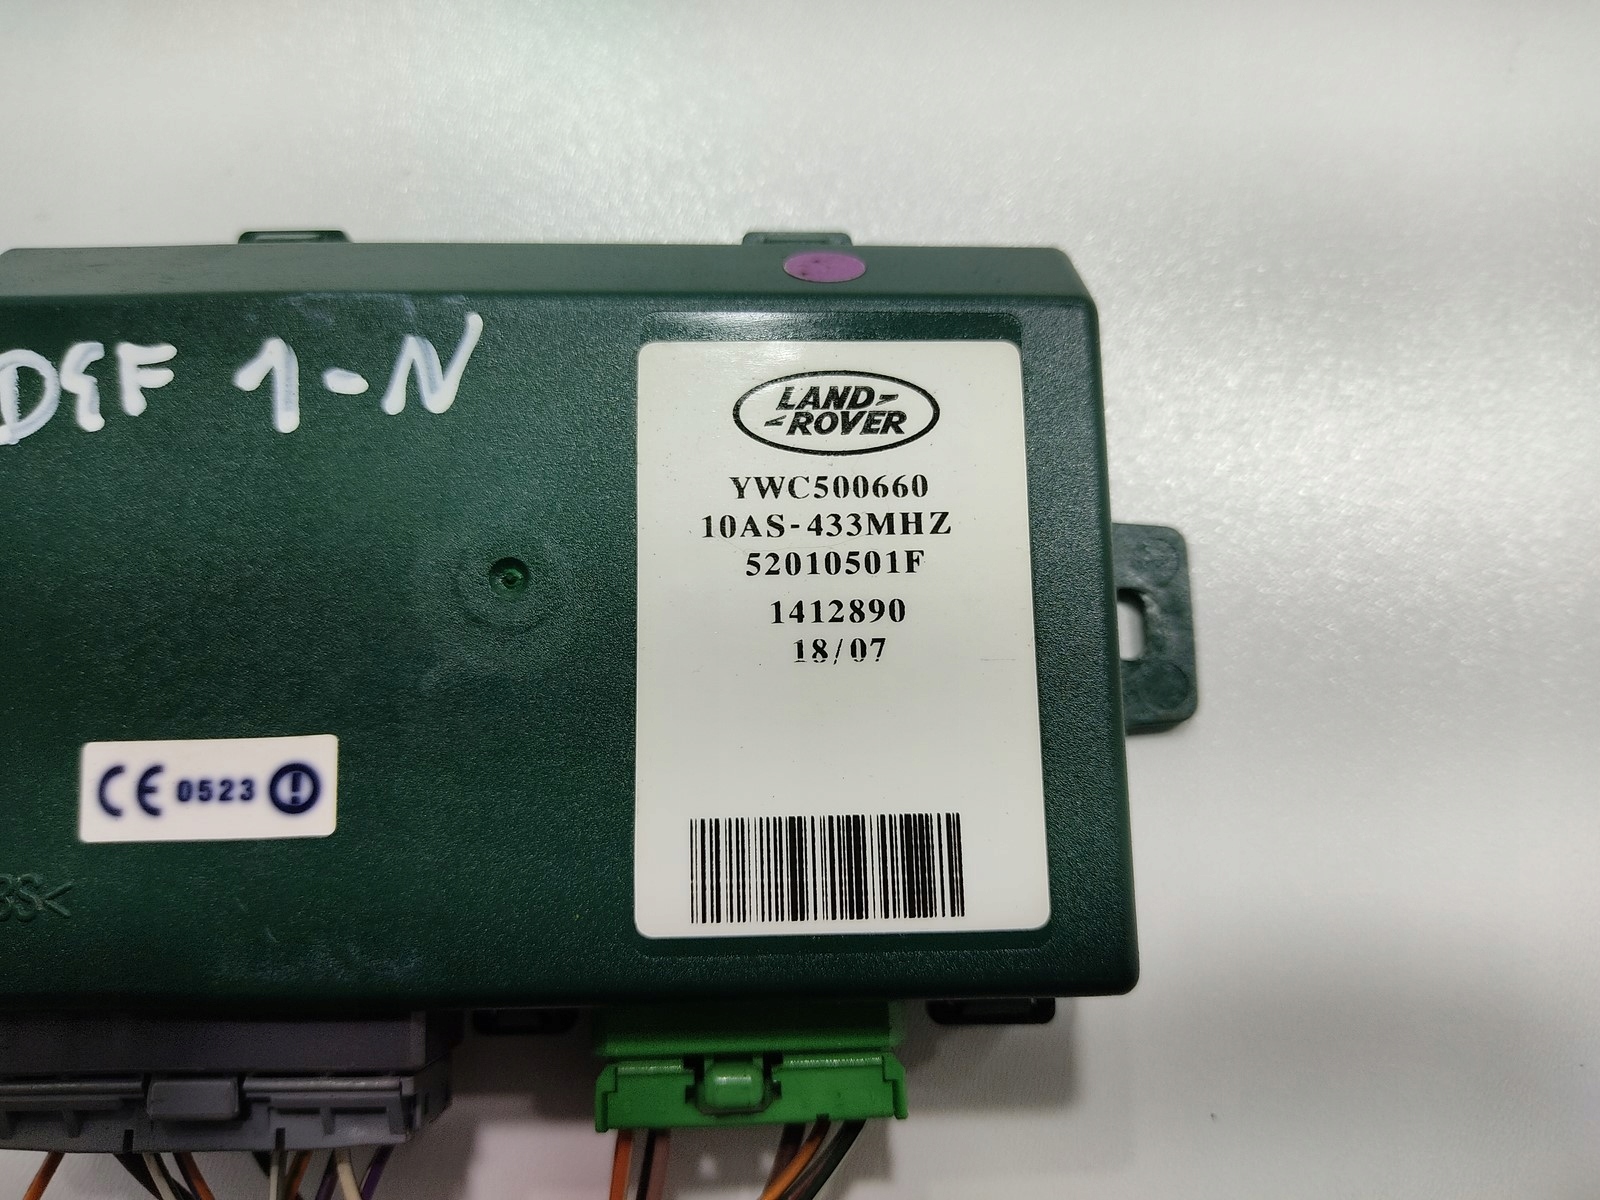 DEF 1-N
LAND
ROVER
YWC500660
10AS-433MHZ
52010501F
1412890
18/07
CE 0523